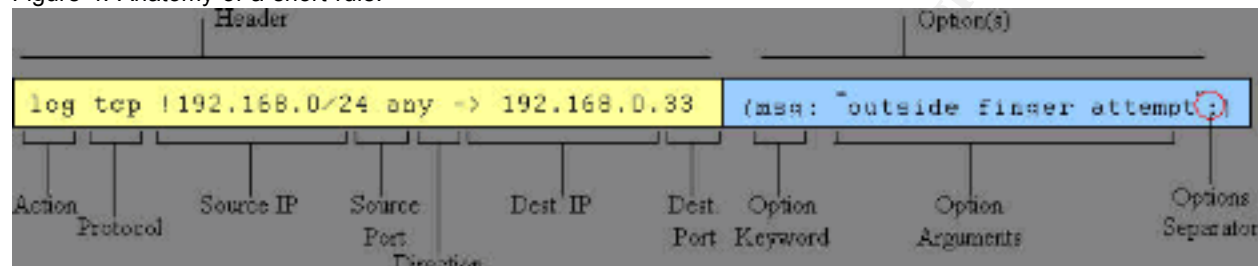 Header Option(s)
log tcp !192.168.0/24 any -> 192.168.0.33 (msg: "outside finger attempt";)
Action Protocol Source IP Source Port Direction Dest. IP Dest. Port Option Keyword Option Arguments Options Separator